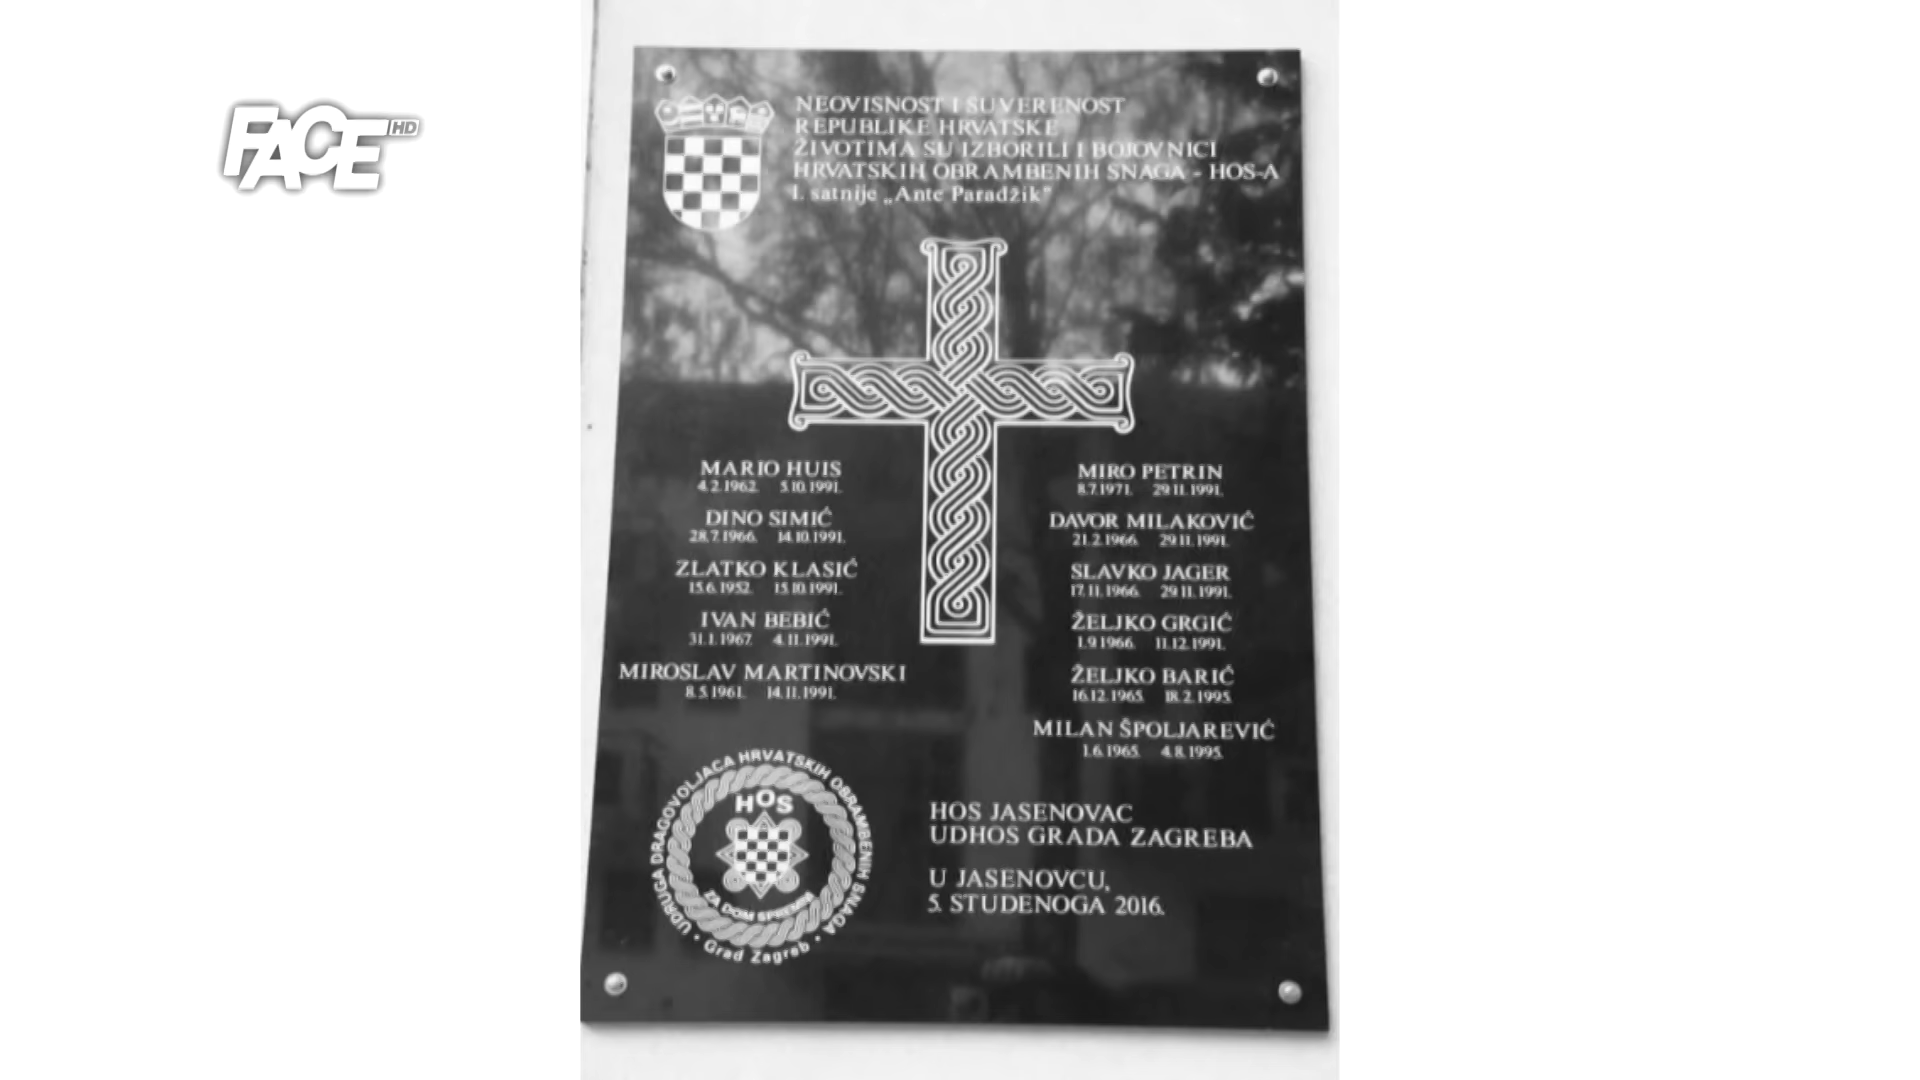 FACE HD
NEOVISNOST I SUVERENOST
REPUBLIKE HRVATSKE
ŽIVOTIMA SU IZBORILI I BOJOVNICI
HRVATSKIH OBRAMBENIH SNAGA - HOS-A
1. satnije „Ante Paradžik"
MARIO HUIS
4.2.1962. 5.10.1991.
DINO SIMIĆ
28.7.1966. 14.10.1991.
ZLATKO KLASIĆ
15.6.1952. 15.10.1991.
IVAN BEBIĆ
31.1.1967. 4.11.1991.
MIROSLAV MARTINOVSKI
8.5.1961. 14.11.1991.
MIRO PETRIN
8.7.1971. 29.11.1991.
DAVOR MILAKOVIĆ
21.2.1966. 29.11.1991.
SLAVKO JAGER
17.11.1966. 29.11.1991.
ŽELJKO GRGIĆ
1.9.1966. 11.12.1991.
ŽELJKO BARIĆ
16.12.1965. 18.2.1995.
MILAN ŠPOLJAREVIĆ
1.6.1965. 4.8.1995.
UDRUGA DRAGOVOLJACA HRVATSKIH OBRAMBENIH SNAGA
HOS
ZA DOM SPREMNI
• Grad Zagreb •
HOS JASENOVAC
UDHOS GRADA ZAGREBA
U JASENOVCU,
5. STUDENOGA 2016.